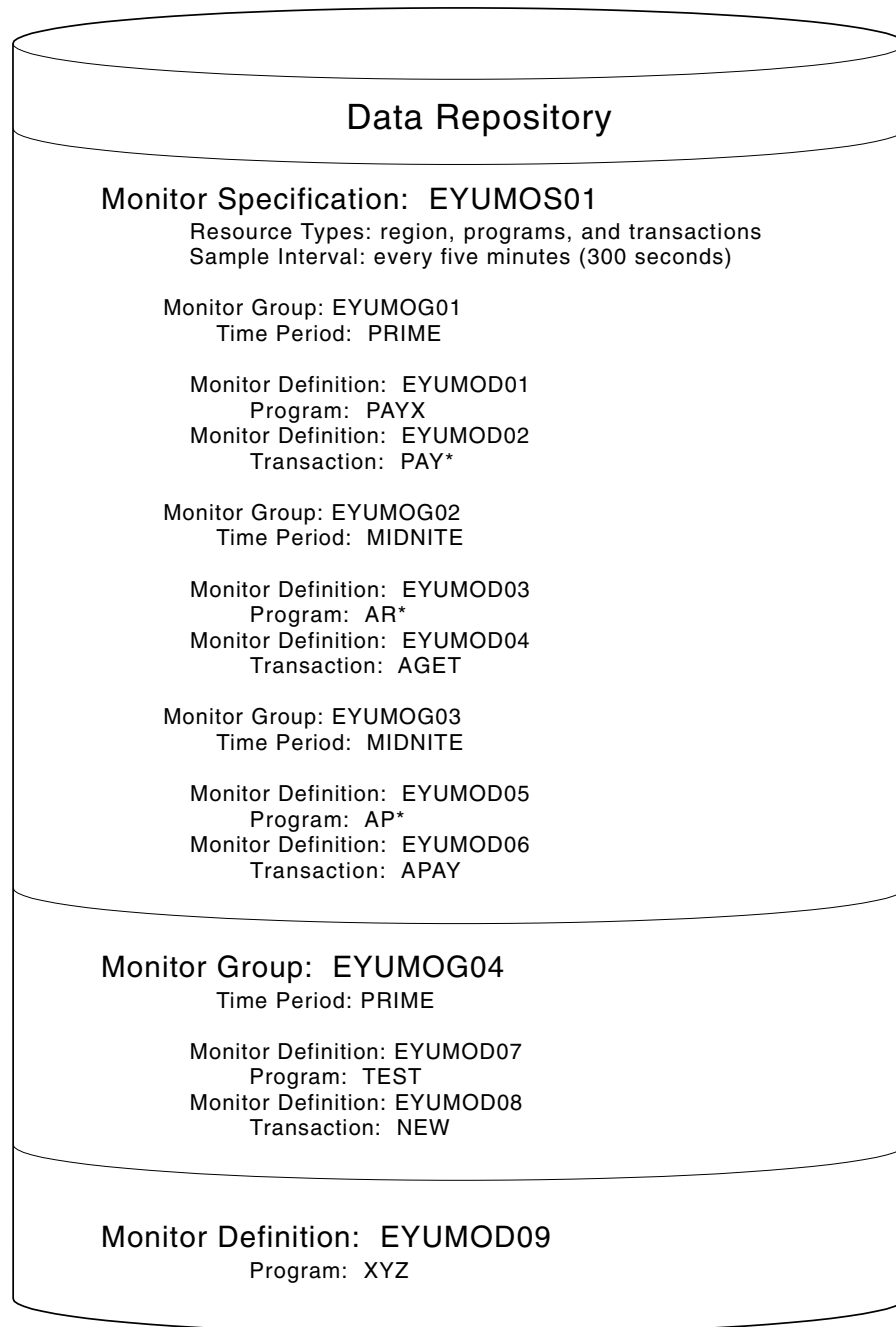 Data Repository
Monitor Specification: EYUMOS01
Resource Types: region, programs, and transactions
Sample Interval: every five minutes (300 seconds)
Monitor Group: EYUMOG01
Time Period: PRIME
Monitor Definition: EYUMOD01
Program: PAYX
Monitor Definition: EYUMOD02
Transaction: PAY*
Monitor Group: EYUMOG02
Time Period: MIDNITE
Monitor Definition: EYUMOD03
Program: AR*
Monitor Definition: EYUMOD04
Transaction: AGET
Monitor Group: EYUMOG03
Time Period: MIDNITE
Monitor Definition: EYUMOD05
Program: AP*
Monitor Definition: EYUMOD06
Transaction: APAY
Monitor Group: EYUMOG04
Time Period: PRIME
Monitor Definition: EYUMOD07
Program: TEST
Monitor Definition: EYUMOD08
Transaction: NEW
Monitor Definition: EYUMOD09
Program: XYZ